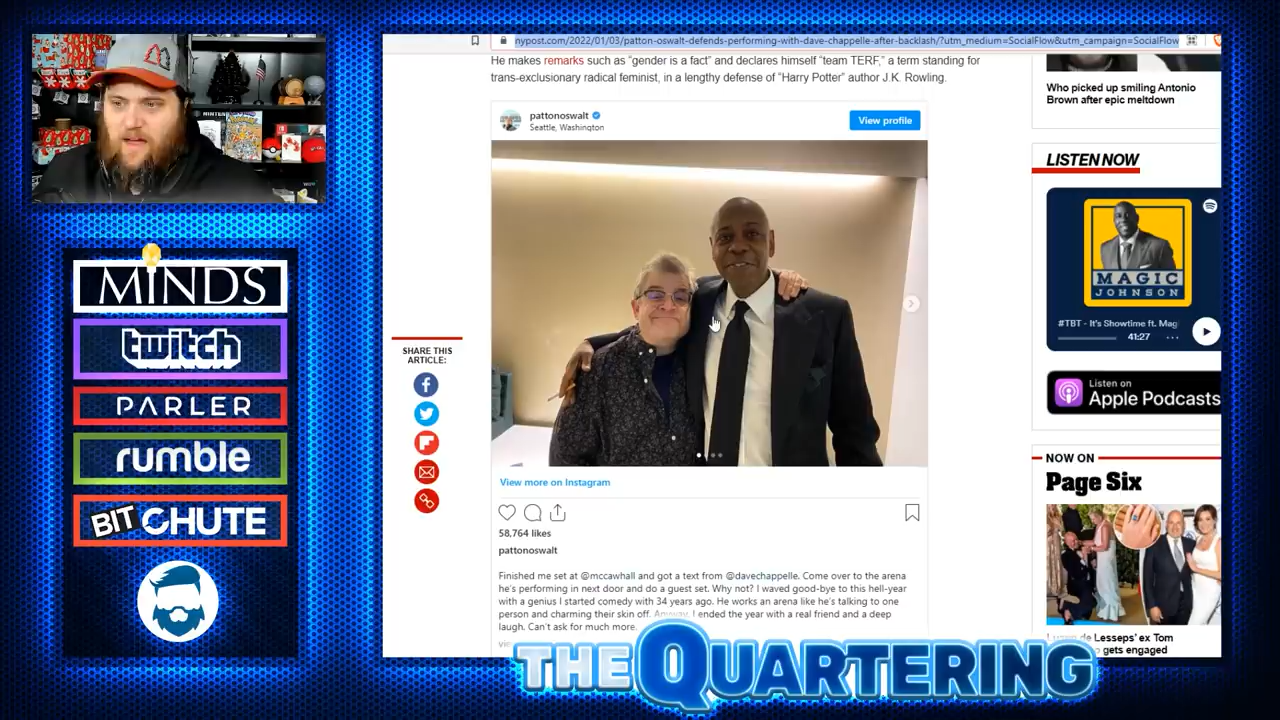 nypost.com/2022/01/03/patton-oswalt-defends-performing-with-dave-chappelle-after-backlash/?utm_medium=SocialFlow&utm_campaign=SocialFlow
He makes remarks such as "gender is a fact" and declares himself "team TERF," a term standing for
trans-exclusionary radical feminist, in a lengthy defense of "Harry Potter" author J.K. Rowling.
pattonoswalt
Seattle, Washington
View profile
SHARE THIS
ARTICLE:
View more on Instagram
58,764 likes
pattonoswalt
Finished me set at @mccawhall and got a text from @davechappelle. Come over to the arena
he's performing in next door and do a guest set. Why not? I waved good-bye to this hell-year
with a genius I started comedy with 34 years ago. He works an arena like he's talking to one
person and charming their skin off. Anyway, I ended the year with a real friend and a deep
laugh. Can't ask for much more.
Who picked up smiling Antonio
Brown after epic meltdown
LISTEN NOW
MAGIC
JOHNSON
#TBT - It's Showtime ft. Mag
41:27
Listen on
Apple Podcasts
NOW ON
Page Six
de Lesseps' ex Tom
gets engaged
MINDS
twitch
PARLER
rumble
BITCHUTE
THE QUARTERING